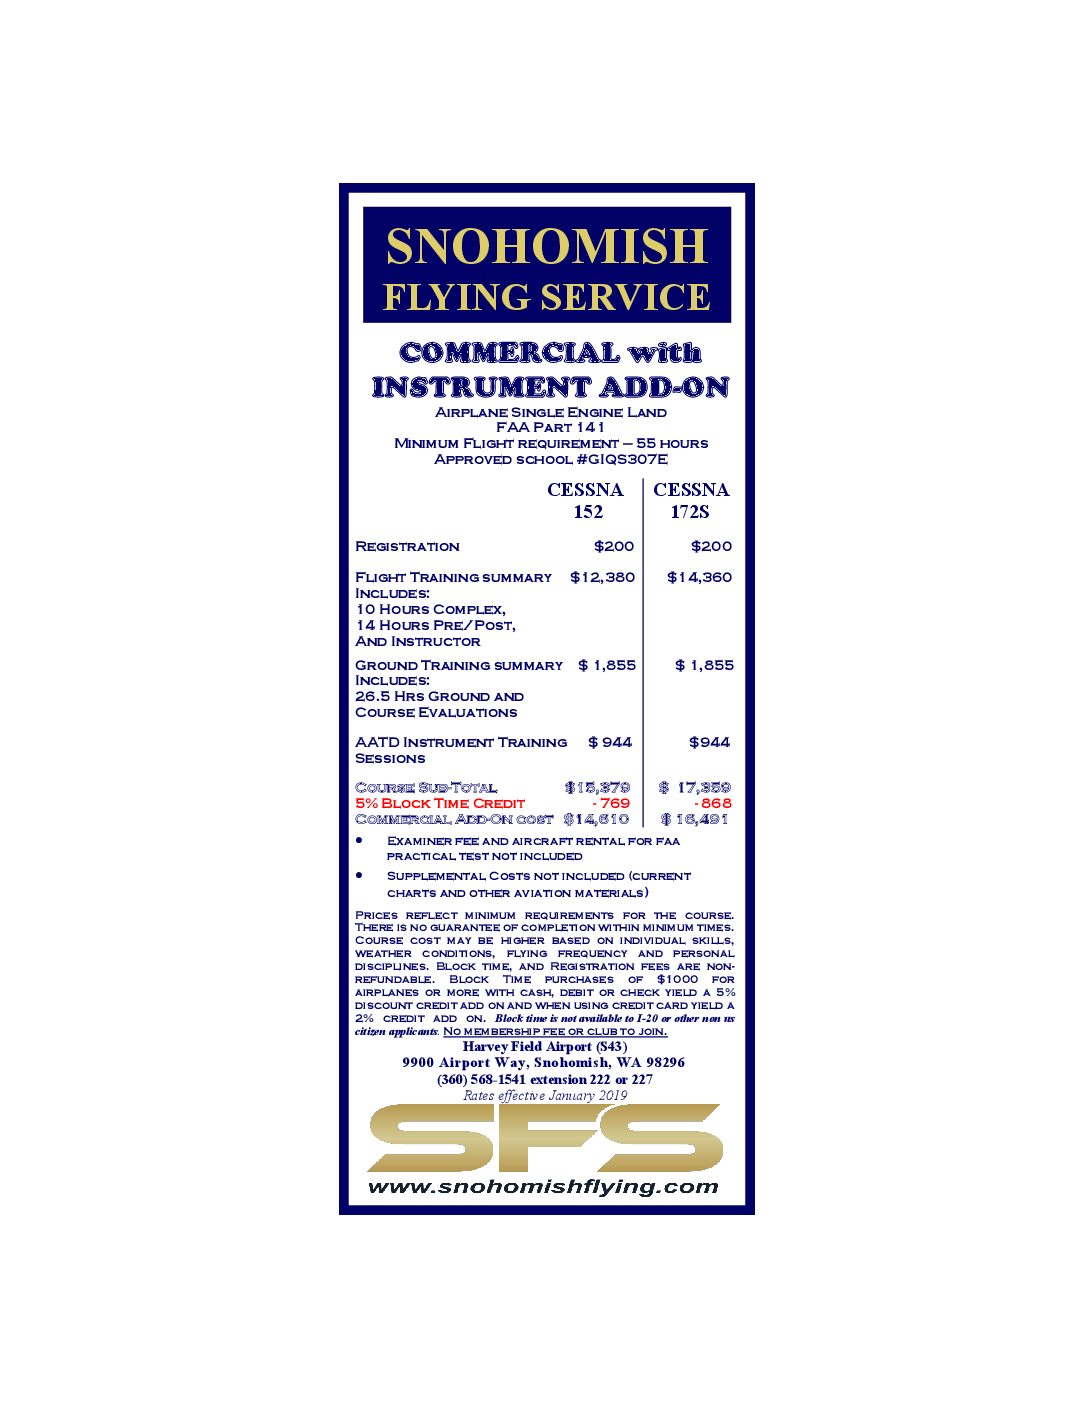 SNOHOMISH
FLYING SERVICE
COMMERCIAL with
INSTRUMENT ADD-ON
AIRPLANE SINGLE ENGINE LAND
FAA PART 141
MINIMUM FLIGHT REQUIREMENT – 55 HOURS
APPROVED SCHOOL #GIQS307E
CESSNA CESSNA
152 172S
REGISTRATION $200 $200
FLIGHT TRAINING SUMMARY $12,380 $14,360
INCLUDES:
10 HOURS COMPLEX,
14 HOURS PRE/POST,
AND INSTRUCTOR
GROUND TRAINING SUMMARY $ 1,855 $ 1,855
INCLUDES:
26.5 HRS GROUND AND
COURSE EVALUATIONS
AATD INSTRUMENT TRAINING $ 944 $944
SESSIONS
COURSE SUB-TOTAL $15,379 $ 17,359
5% BLOCK TIME CREDIT - 769 - 868
COMMERCIAL ADD-ON COST $14,610 $ 16,491
• EXAMINER FEE AND AIRCRAFT RENTAL FOR FAA
PRACTICAL TEST NOT INCLUDED
• SUPPLEMENTAL COSTS NOT INCLUDED (CURRENT
CHARTS AND OTHER AVIATION MATERIALS)
PRICES REFLECT MINIMUM REQUIREMENTS FOR THE COURSE.
THERE IS NO GUARANTEE OF COMPLETION WITHIN MINIMUM TIMES.
COURSE COST MAY BE HIGHER BASED ON INDIVIDUAL SKILLS,
WEATHER CONDITIONS, FLYING FREQUENCY AND PERSONAL
DISCIPLINES. BLOCK TIME, AND REGISTRATION FEES ARE NON-
REFUNDABLE. BLOCK TIME PURCHASES OF $1000 FOR
AIRPLANES OR MORE WITH CASH, DEBIT OR CHECK YIELD A 5%
DISCOUNT CREDIT ADD ON AND WHEN USING CREDIT CARD YIELD A
2% CREDIT ADD ON. Block time is not available to I-20 or other non us
citizen applicants. NO MEMBERSHIP FEE OR CLUB TO JOIN.
Harvey Field Airport (S43)
9900 Airport Way, Snohomish, WA 98296
(360) 568-1541 extension 222 or 227
Rates effective January 2019
SFS
www.snohomishflying.com